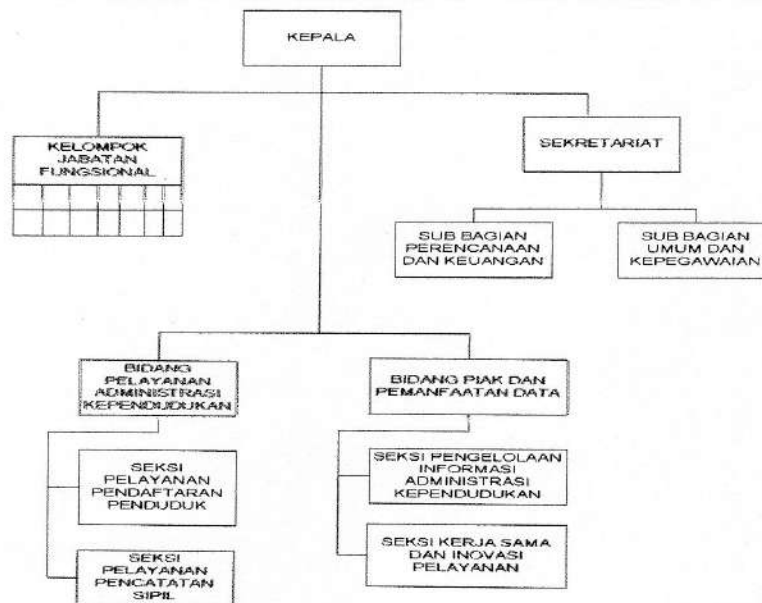 KEPALA
KELOMPOK
JABATAN
FUNGSIONAL
SEKRETARIAT
SUB BAGIAN
PERENCANAAN
DAN KEUANGAN
SUB BAGIAN
UMUM DAN
KEPEGAWAIAN
BIDANG
PELAYANAN
ADMINISTRASI
KEPENDUDUKAN
BIDANG PIAK DAN
PEMANFAATAN DATA
SEKSI
PELAYANAN
PENDAFTARAN
PENDUDUK
SEKSI PENGELOLAAN
INFORMASI
ADMINISTRASI
KEPENDUDUKAN
SEKSI
PELAYANAN
PENCATATAN
SIPIL
SEKSI KERJA SAMA
DAN INOVASI
PELAYANAN